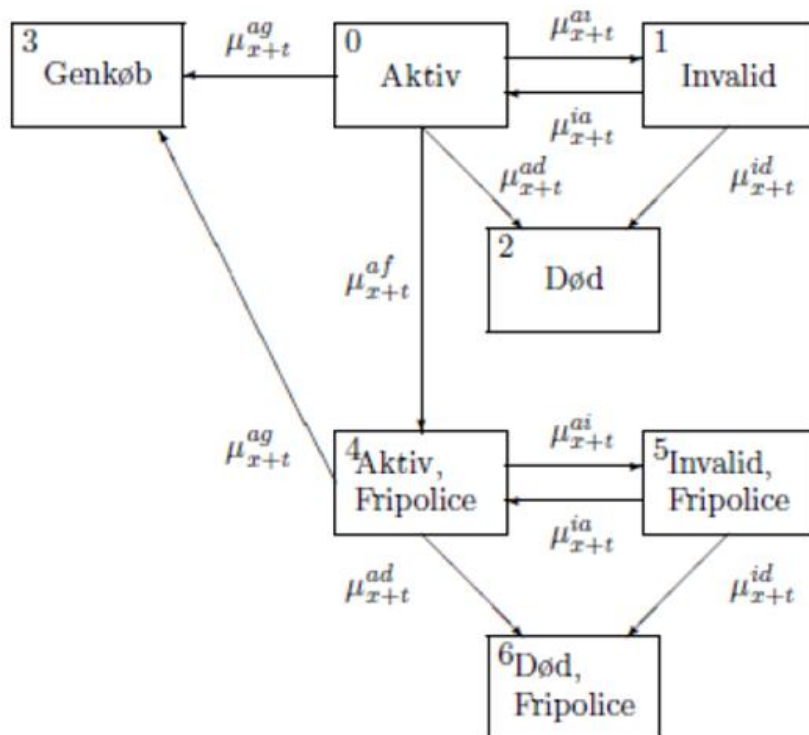 3 Genkøb
μ^{ag}_{x+t}
0 Aktiv
μ^{ai}_{x+t}
1 Invalid
μ^{ia}_{x+t}
μ^{ad}_{x+t}
μ^{id}_{x+t}
2 Død
μ^{af}_{x+t}
μ^{ag}_{x+t}
4 Aktiv,
Fripolice
μ^{ai}_{x+t}
5 Invalid,
Fripolice
μ^{ia}_{x+t}
μ^{ad}_{x+t}
μ^{id}_{x+t}
6 Død,
Fripolice